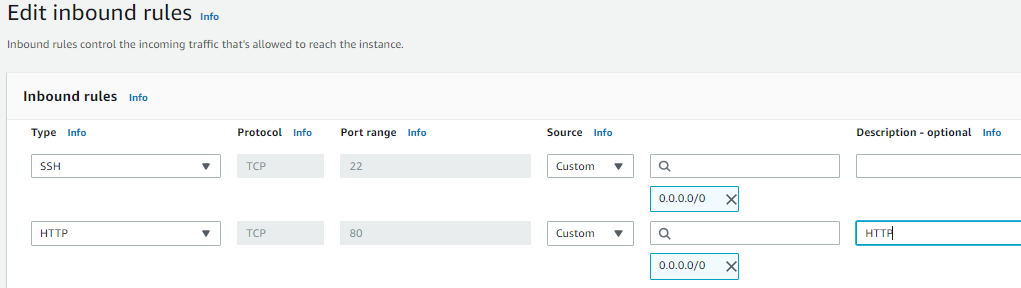 Edit inbound rules Info
Inbound rules control the incoming traffic that's allowed to reach the instance.
Inbound rules Info
Type Info Protocol Info Port range Info Source Info Description - optional Info
SSH TCP 22 Custom
0.0.0.0/0
HTTP TCP 80 Custom HTTP
0.0.0.0/0